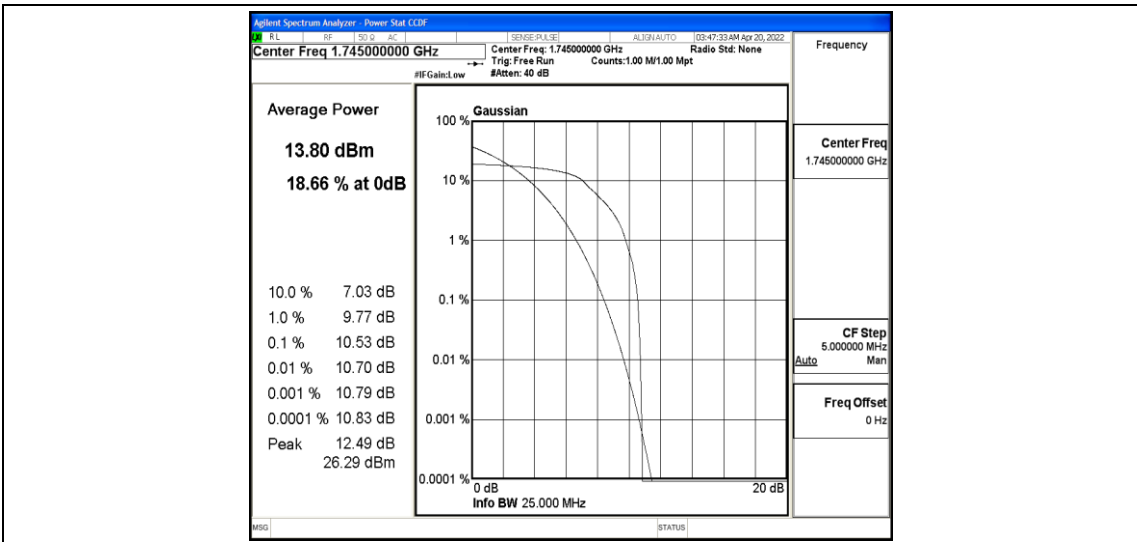 Agilent Spectrum Analyzer - Power Stat CCDF
LXI RL RF 50 Ω AC SENSE:PULSE ALIGNAUTO 03:47:33 AM Apr 20, 2022
Center Freq 1.745000000 GHz
Center Freq: 1.745000000 GHz Radio Std: None
Trig: Free Run Counts:1.00 M/1.00 Mpt
#IFGain:Low #Atten: 40 dB
Frequency
Average Power
13.80 dBm
18.66 % at 0dB
10.0 % 7.03 dB
1.0 % 9.77 dB
0.1 % 10.53 dB
0.01 % 10.70 dB
0.001 % 10.79 dB
0.0001 % 10.83 dB
Peak 12.49 dB
26.29 dBm
Gaussian
100 %
10 %
1 %
0.1 %
0.01 %
0.001 %
0.0001 %
0 dB 20 dB
Info BW 25.000 MHz
Center Freq
1.745000000 GHz
CF Step
5.000000 MHz
Auto Man
Freq Offset
0 Hz
MSG STATUS